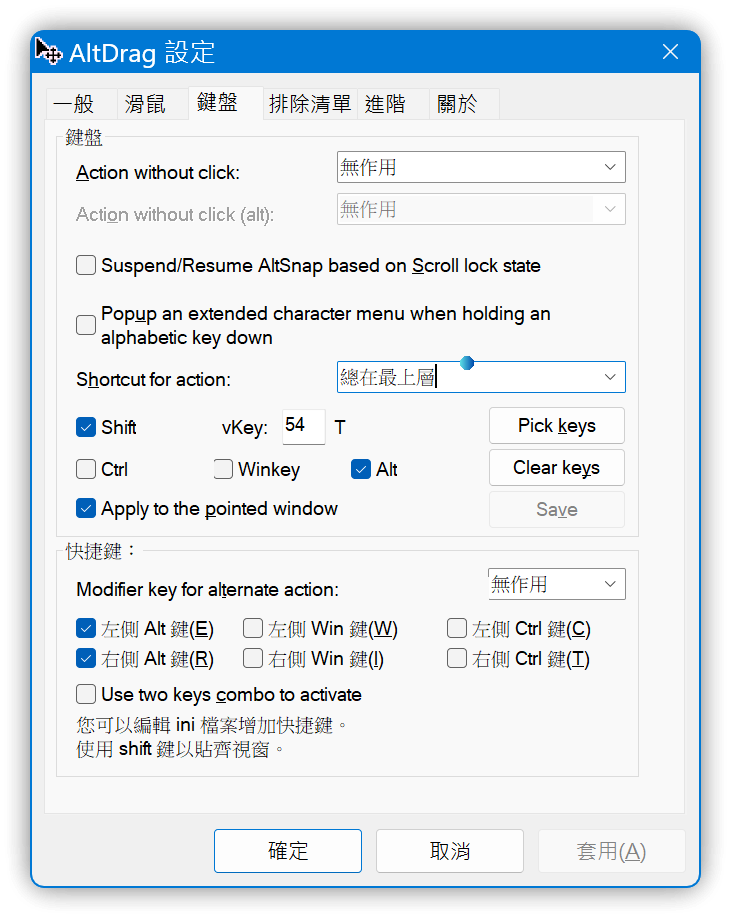 AltDrag 設定
一般 滑鼠 鍵盤 排除清單 進階 關於
鍵盤
Action without click: 無作用
Action without click (alt): 無作用
Suspend/Resume AltSnap based on Scroll lock state
Popup an extended character menu when holding an
alphabetic key down
Shortcut for action: 總在最上層
Shift vKey: 54 T Pick keys
Ctrl Winkey Alt Clear keys
Apply to the pointed window Save
快捷鍵：
Modifier key for alternate action: 無作用
左側 Alt 鍵(E) 左側 Win 鍵(W) 左側 Ctrl 鍵(C)
右側 Alt 鍵(R) 右側 Win 鍵(I) 右側 Ctrl 鍵(T)
Use two keys combo to activate
您可以編輯 ini 檔案增加快捷鍵。
使用 shift 鍵以貼齊視窗。
確定 取消 套用(A)